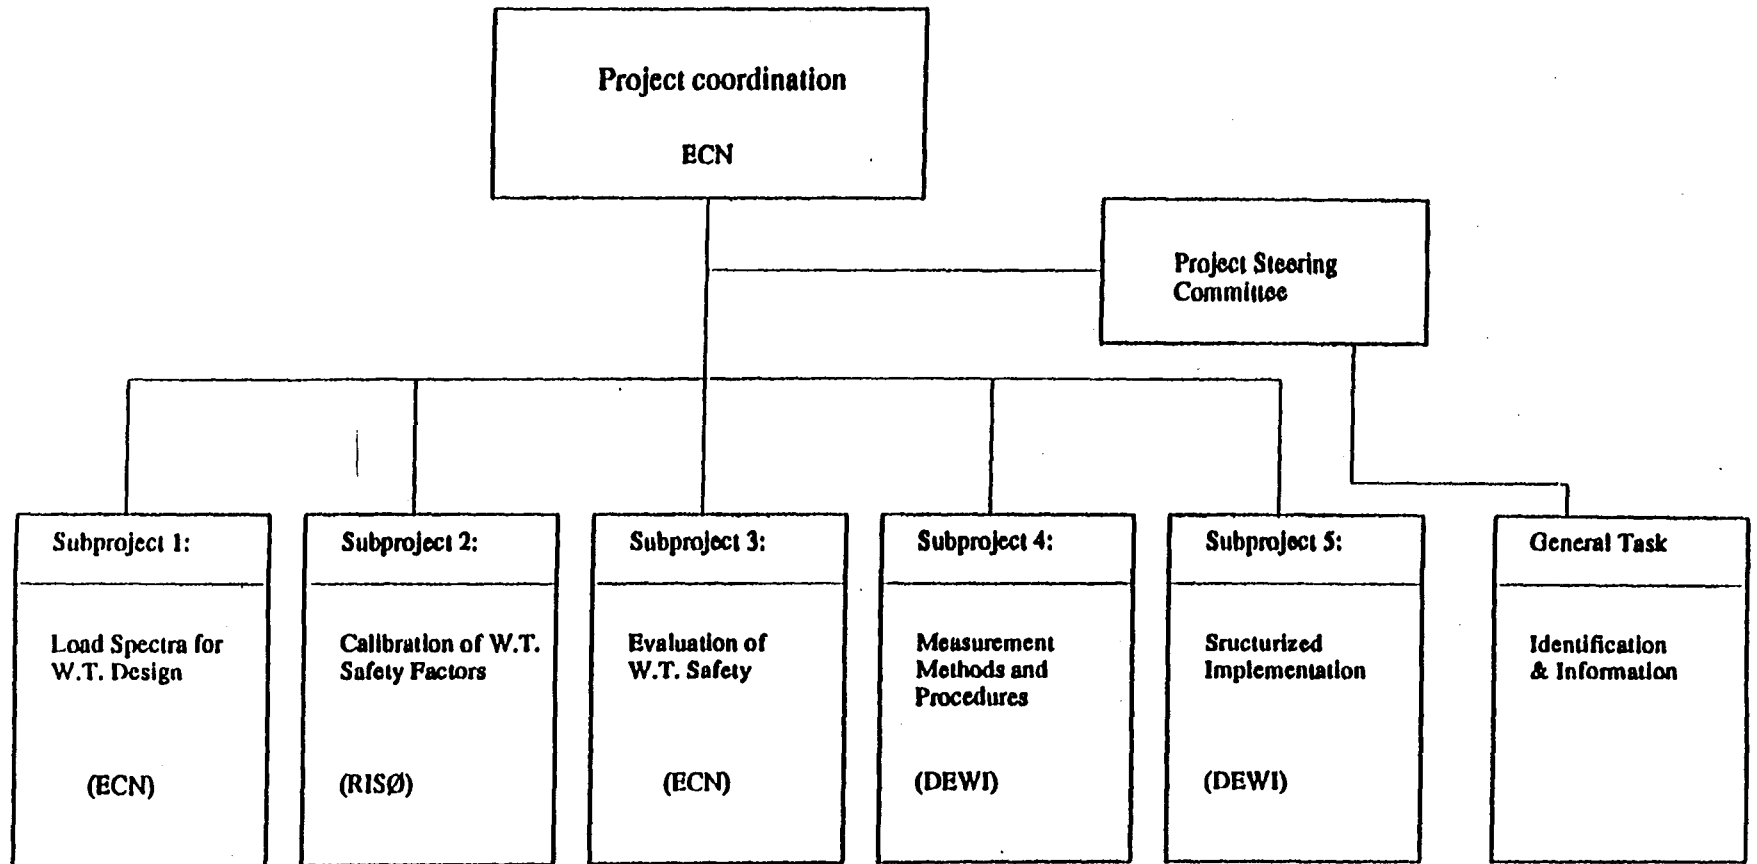 Project coordination
ECN
Project Steering
Committee
Subproject 1:
Load Spectra for
W.T. Design
(ECN)
Subproject 2:
Calibration of W.T.
Safety Factors
(RISØ)
Subproject 3:
Evaluation of
W.T. Safety
(ECN)
Subproject 4:
Measurement
Methods and
Procedures
(DEWI)
Subproject 5:
Sructurized
Implementation
(DEWI)
General Task
Identification
& Information